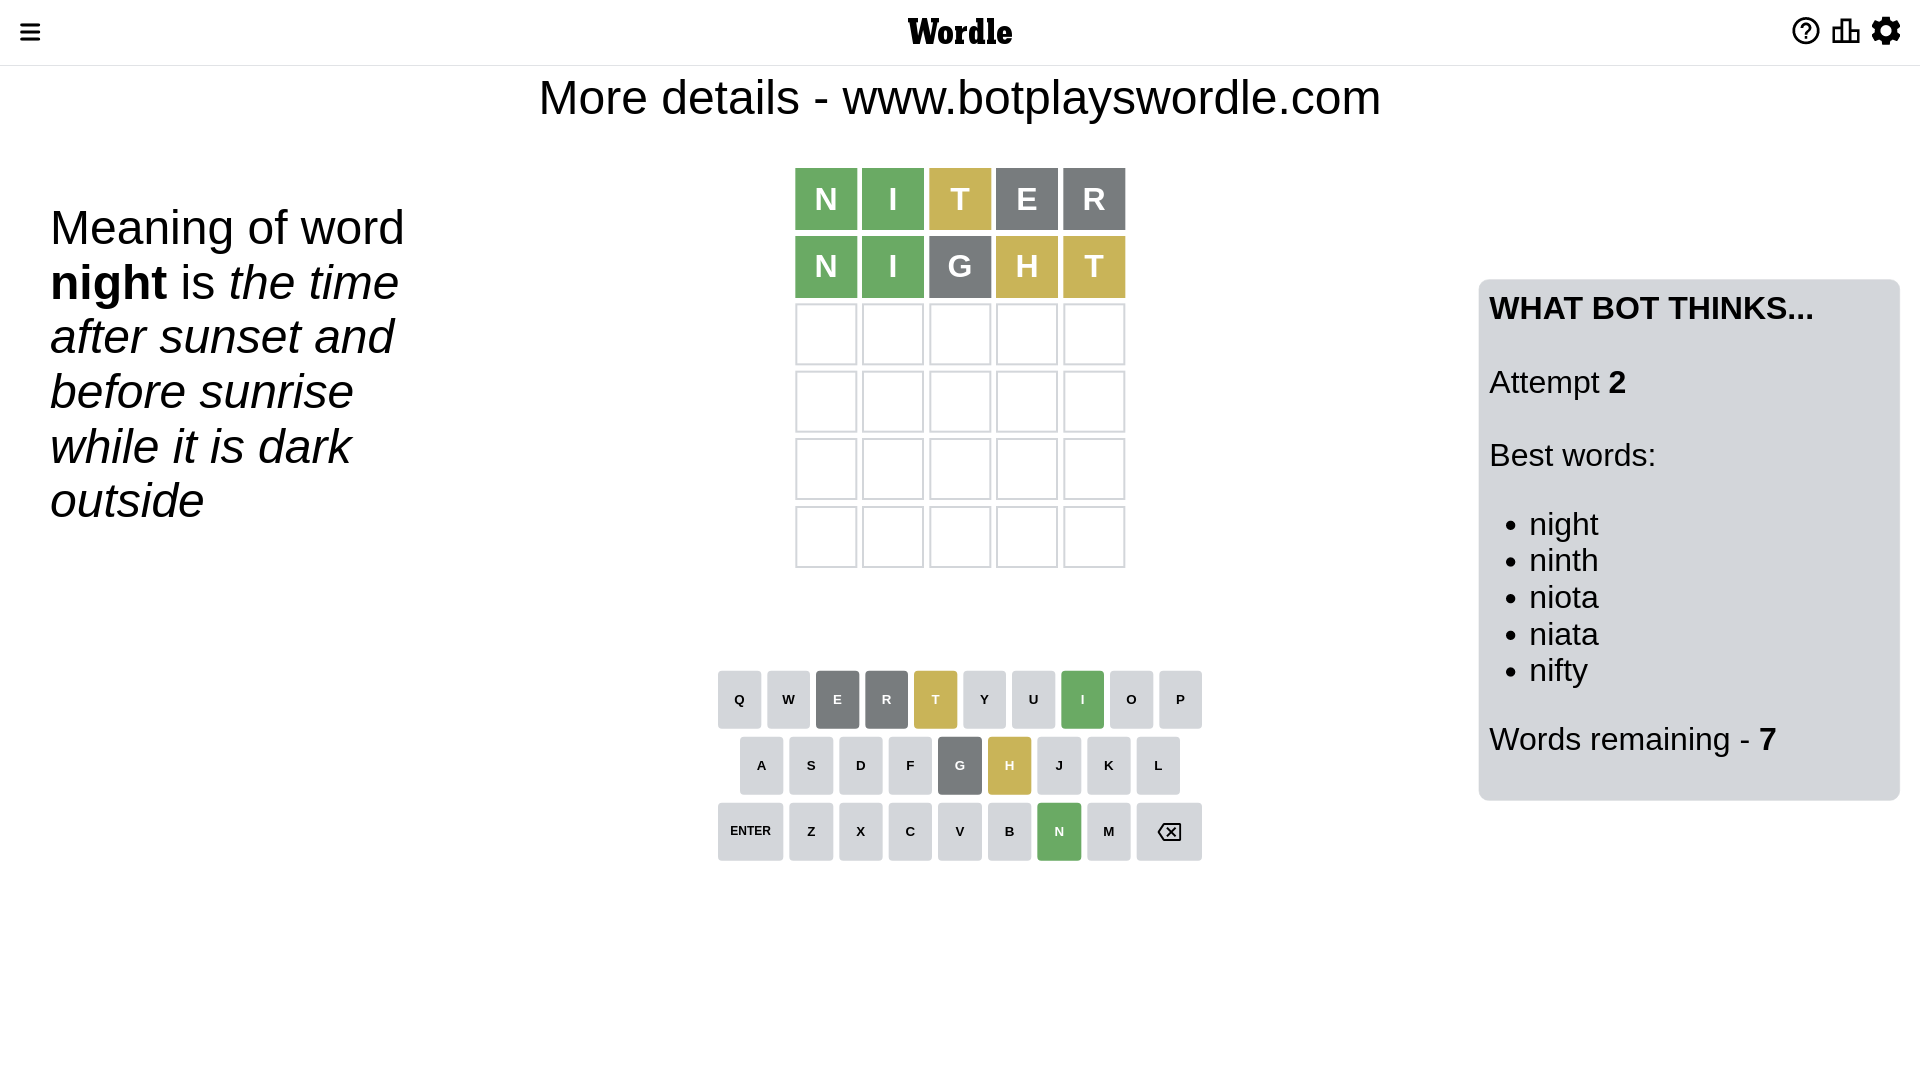 Wordle
More details - www.botplayswordle.com
Meaning of word
night is the time
after sunset and
before sunrise
while it is dark
outside
N I T E R
N I G H T
WHAT BOT THINKS...
Attempt 2
Best words:
night
ninth
niota
niata
nifty
Words remaining - 7
Q W E R T Y U I O P
A S D F G H J K L
ENTER Z X C V B N M